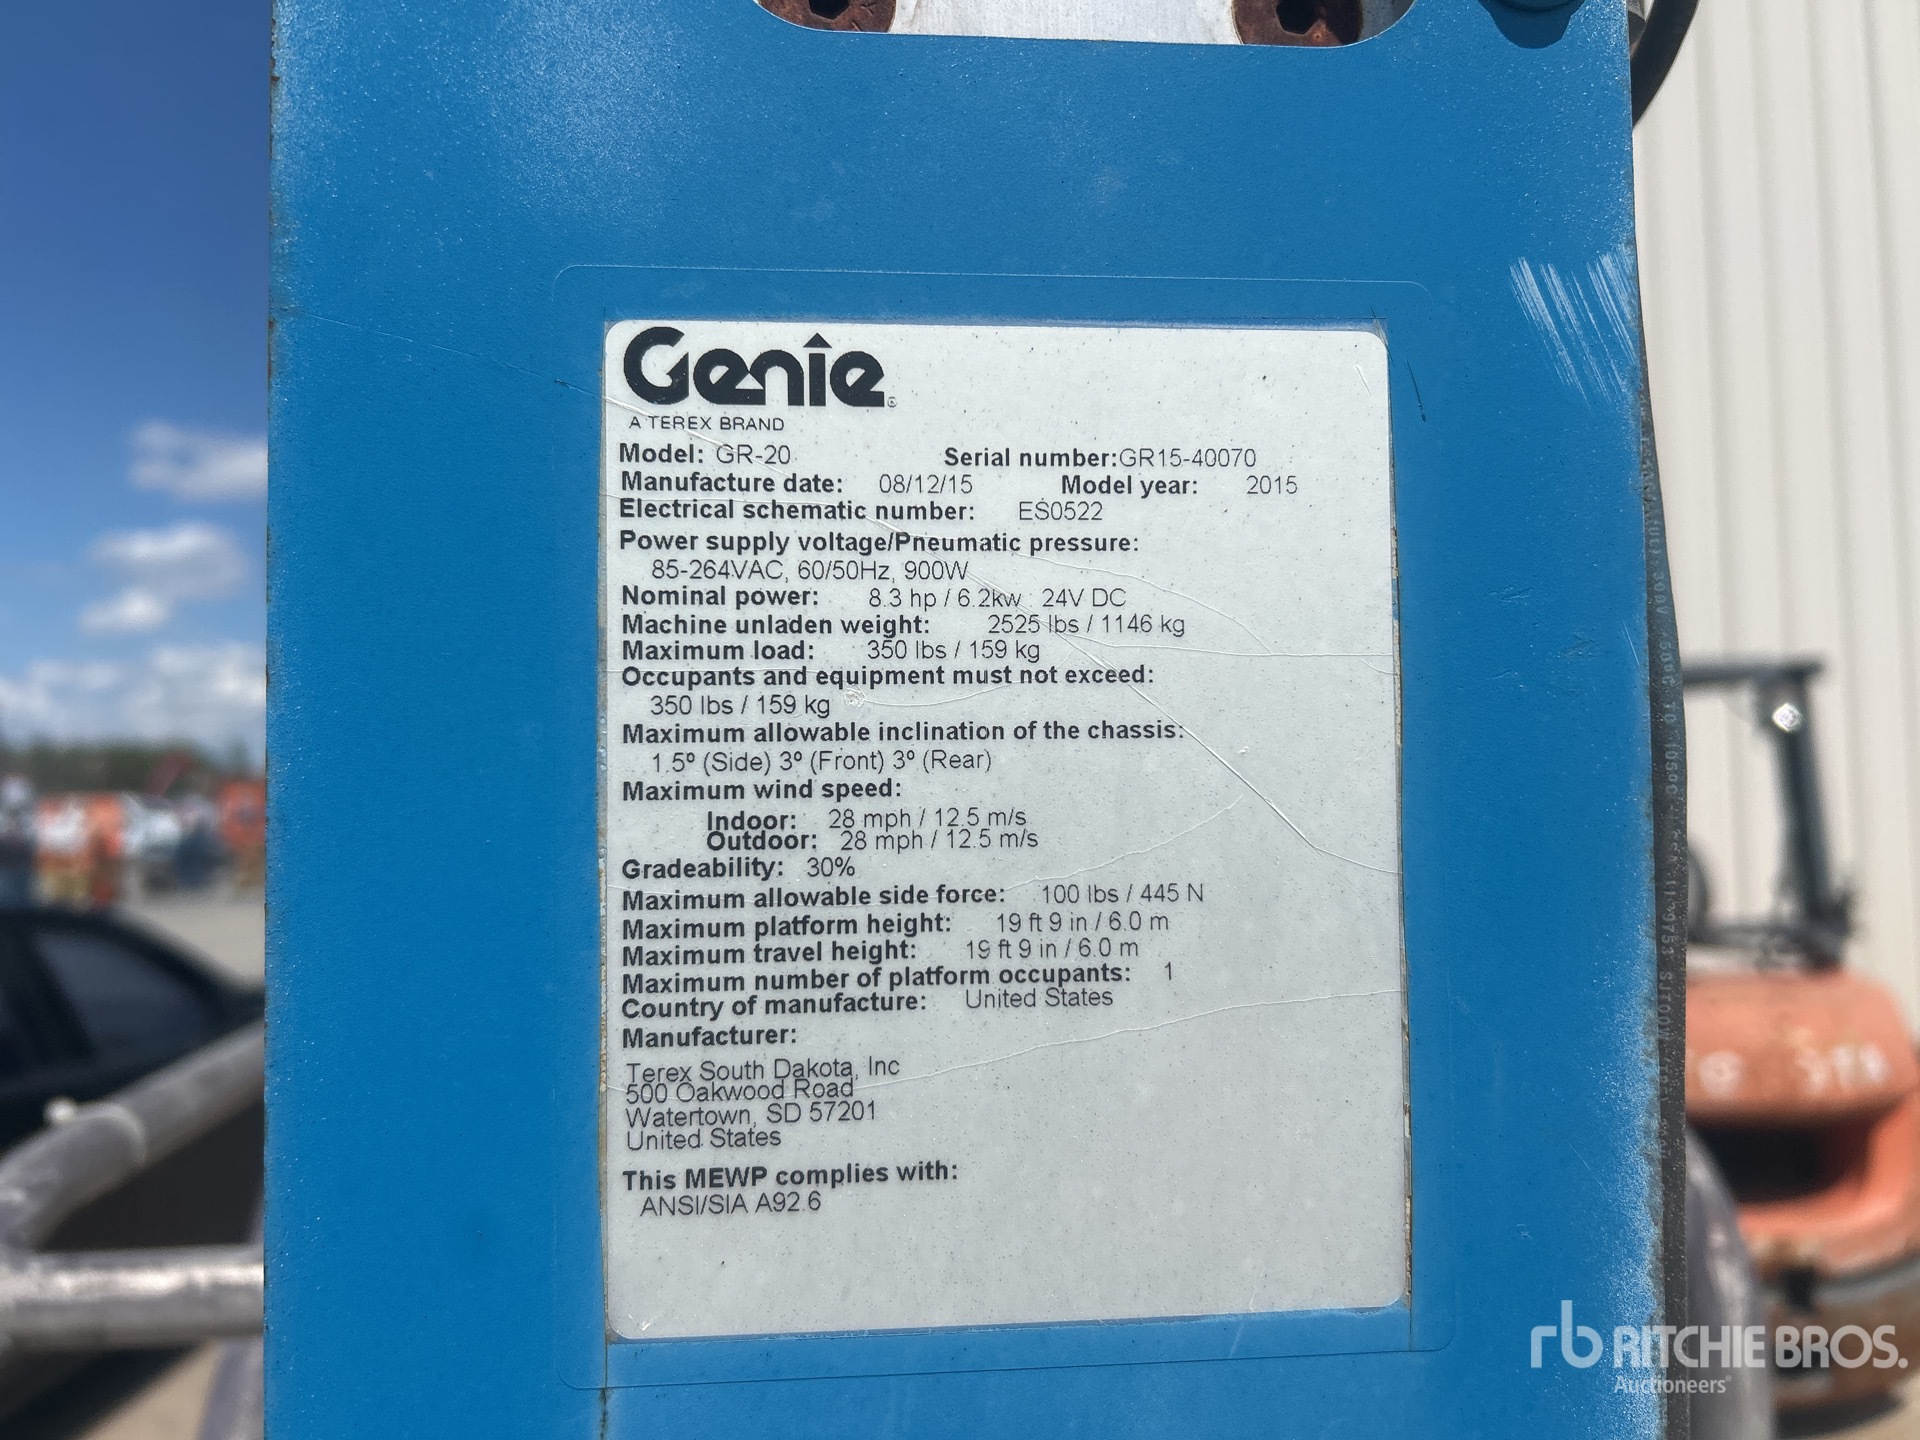 Genie
A TEREX BRAND
Model: GR-20 Serial number:GR15-40070
Manufacture date: 08/12/15 Model year: 2015
Electrical schematic number: ES0522
Power supply voltage/Pneumatic pressure:
85-264VAC, 60/50Hz, 900W
Nominal power: 8.3 hp / 6.2kw 24V DC
Machine unladen weight: 2525 lbs / 1146 kg
Maximum load: 350 lbs / 159 kg
Occupants and equipment must not exceed:
350 lbs / 159 kg
Maximum allowable inclination of the chassis:
1.5º (Side) 3º (Front) 3º (Rear)
Maximum wind speed:
Indoor: 28 mph / 12.5 m/s
Outdoor: 28 mph / 12.5 m/s
Gradeability: 30%
Maximum allowable side force: 100 lbs / 445 N
Maximum platform height: 19 ft 9 in / 6.0 m
Maximum travel height: 19 ft 9 in / 6.0 m
Maximum number of platform occupants: 1
Country of manufacture: United States
Manufacturer:
Terex South Dakota, Inc
500 Oakwood Road
Watertown, SD 57201
United States
This MEWP complies with:
ANSI/SIA A92.6
rb RITCHIE BROS.
Auctioneers